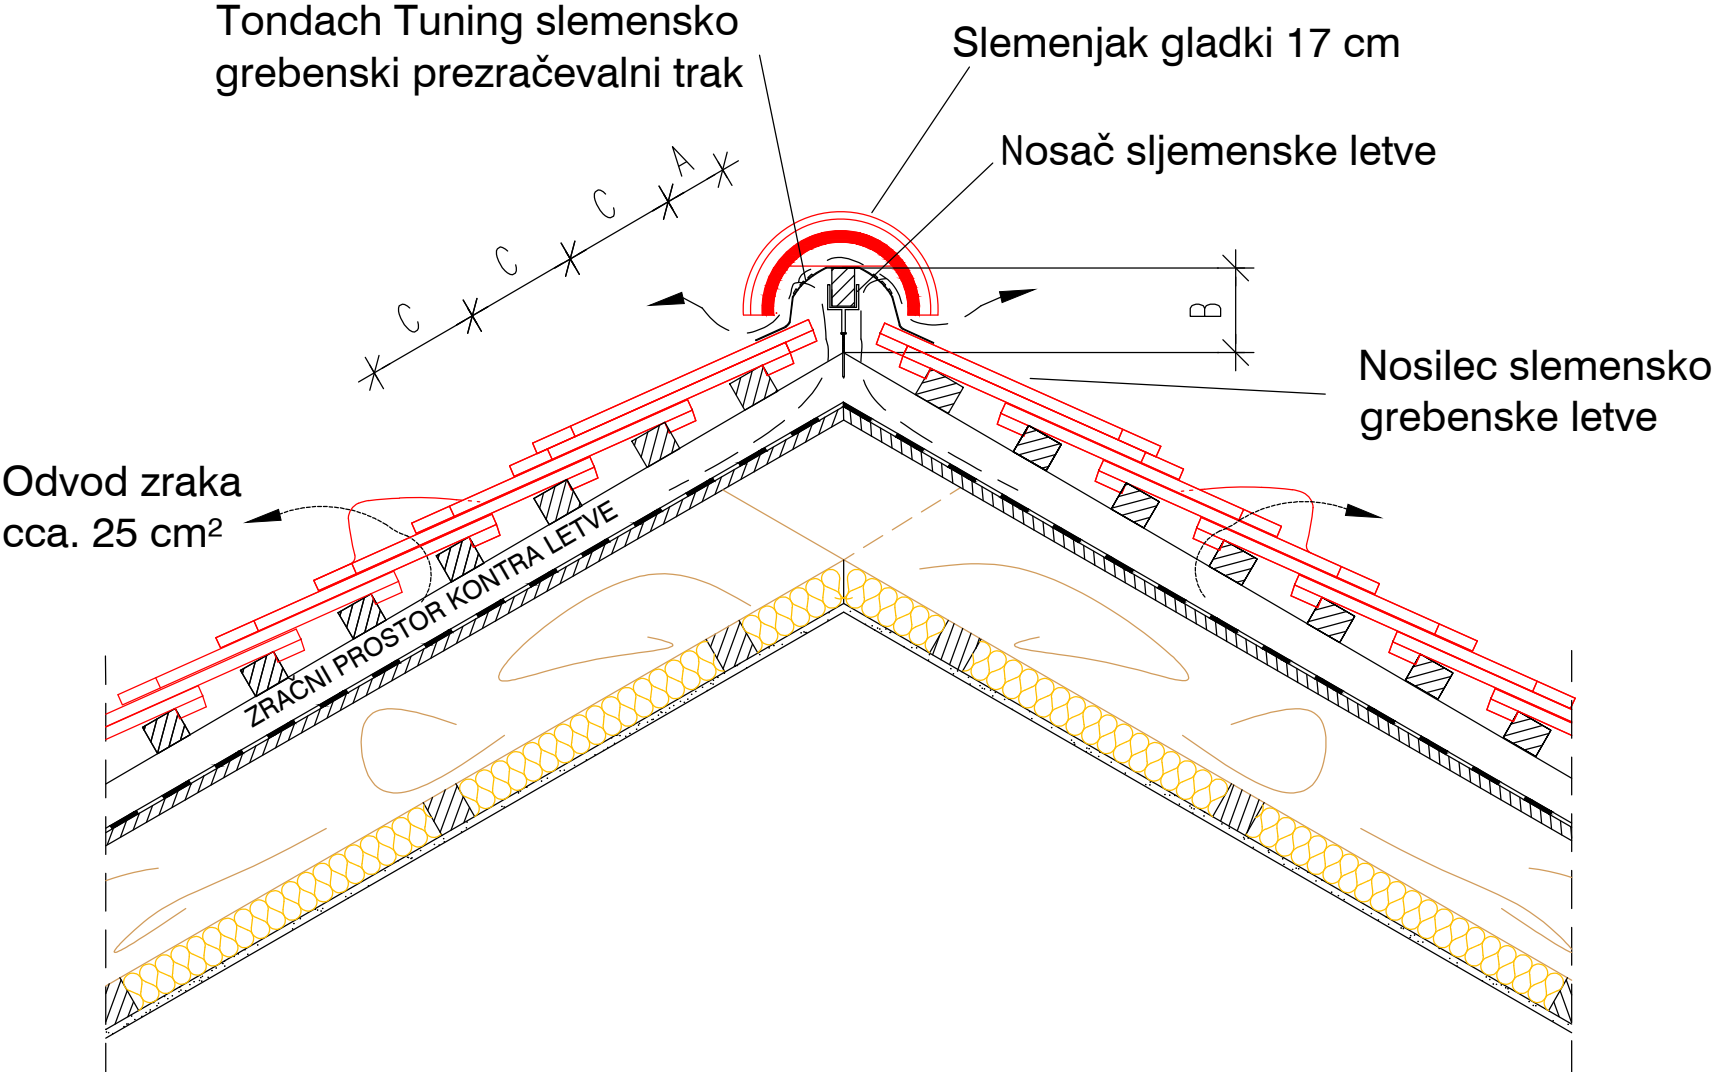 Tondach Tuning slemensko
grebenski prezračevalni trak
Slemenjak gladki 17 cm
Nosač sljemenske letve
A
C
C
C
B
Nosilec slemensko
grebenske letve
Odvod zraka
cca. 25 cm²
ZRAČNI PROSTOR KONTRA LETVE